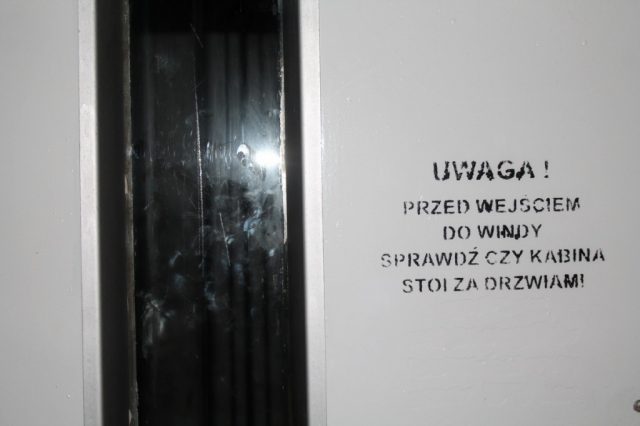 UWAGA !
PRZED WEJŚCIEM
DO WINDY
SPRAWDŹ CZY KABINA
STOI ZA DRZWIAMI